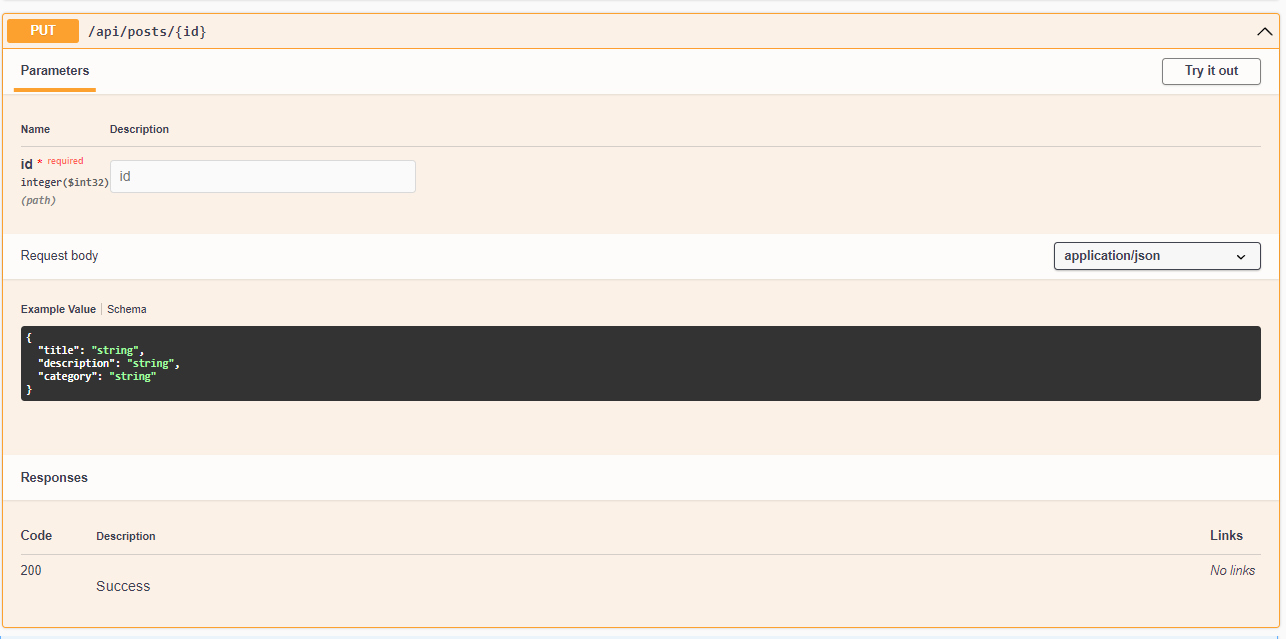 PUT /api/posts/{id}
Parameters
Try it out
Name Description
id * required
integer($int32)
(path)
id
Request body
application/json
Example Value Schema
{
  "title": "string",
  "description": "string",
  "category": "string"
}
Responses
Code Description Links
200
Success
No links